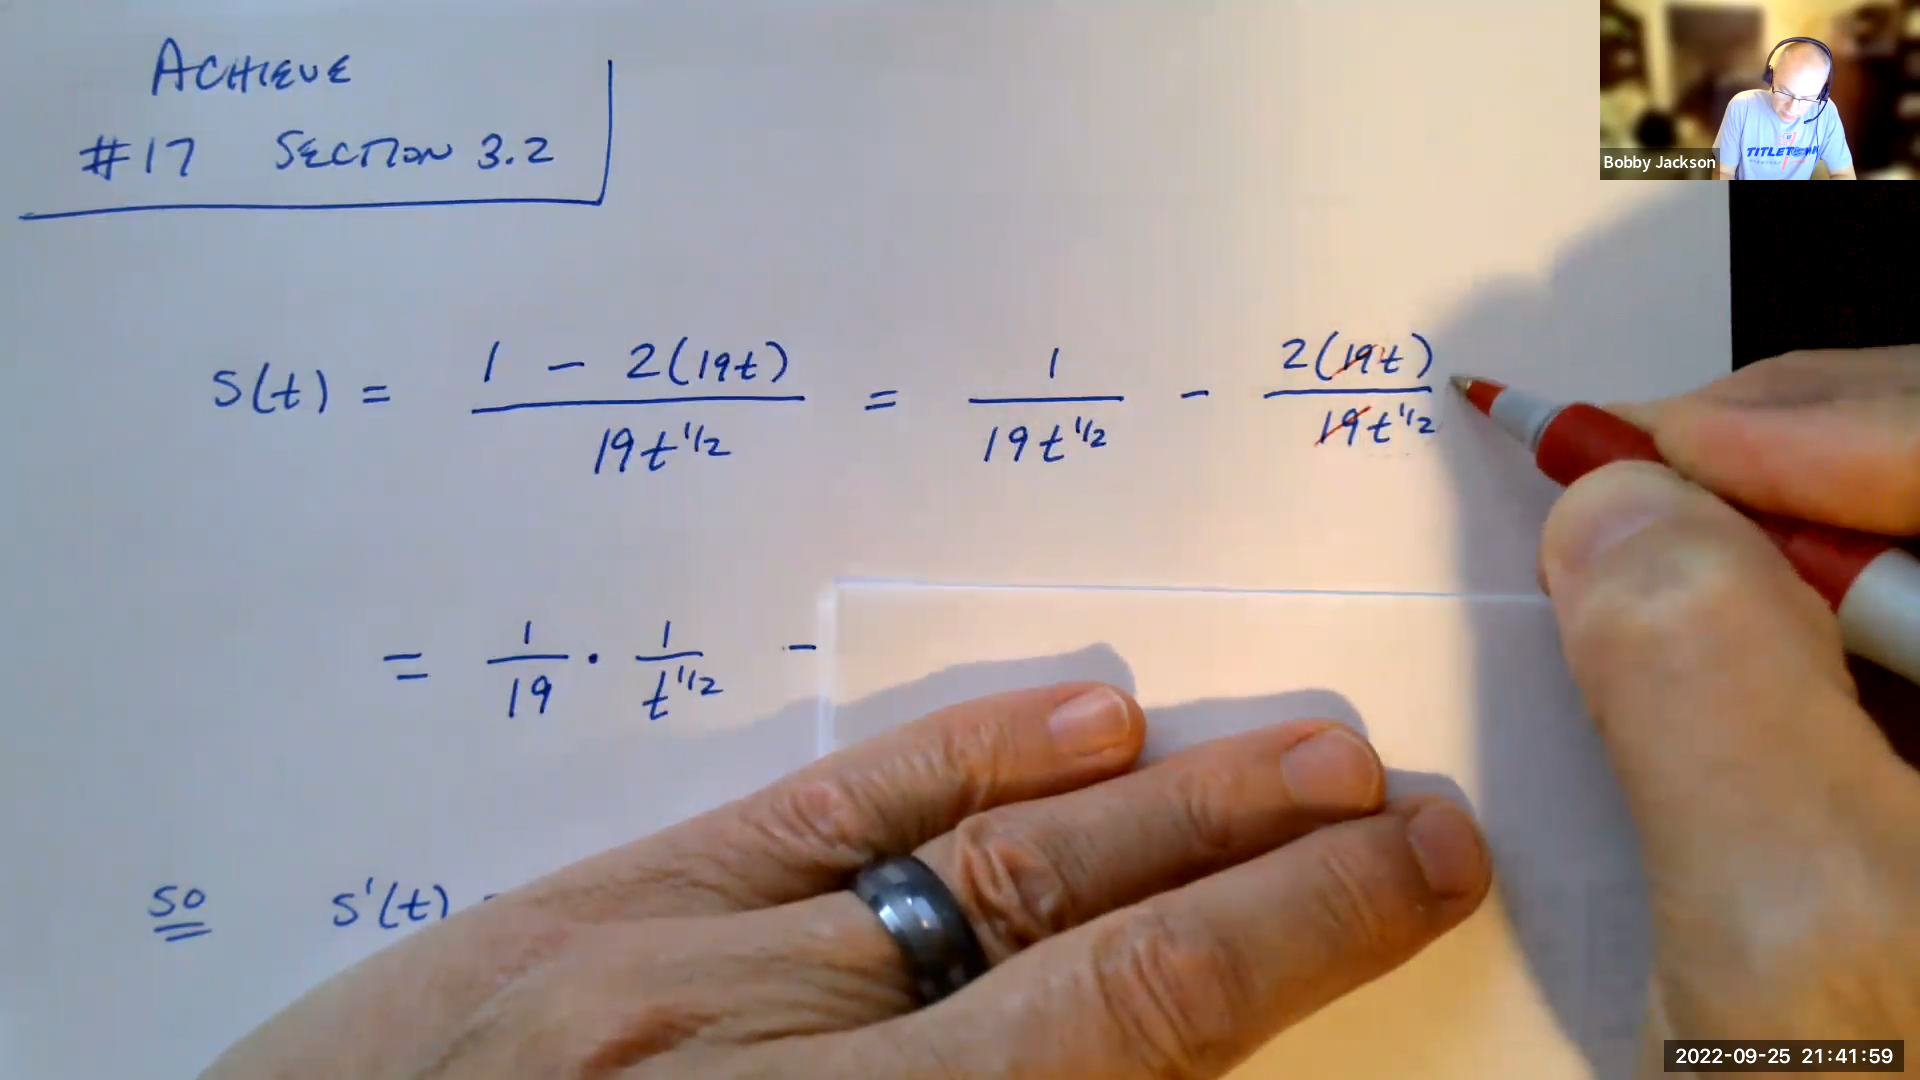 ACHIEVE
#17 SECTION 3.2
Bobby Jackson
S(t) = 1 - 2(19t) / 19t^1/2 = 1 / 19t^1/2 - 2(19t) / 19t^1/2
= 1/19 · 1/t^1/2 -
SO S'(t)
2022-09-25 21:41:59